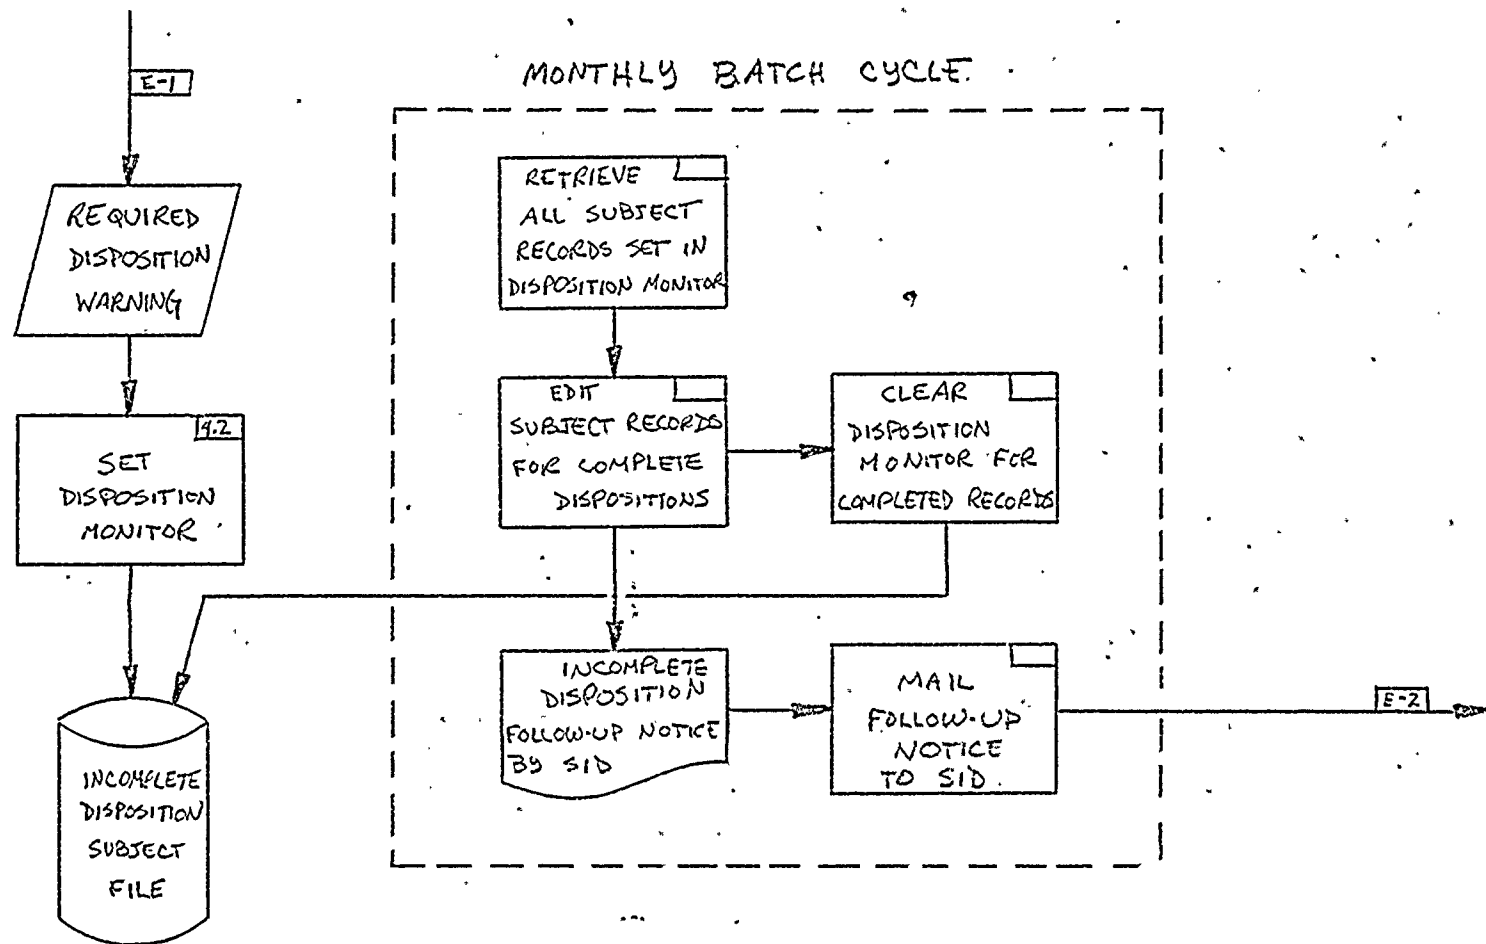 E-1
MONTHLY BATCH CYCLE.
REQUIRED
DISPOSITION
WARNING
RETRIEVE
ALL SUBJECT
RECORDS SET IN
DISPOSITION MONITOR
4.2
SET
DISPOSITION
MONITOR
EDIT
SUBJECT RECORDS
FOR COMPLETE
DISPOSITIONS
CLEAR
DISPOSITION
MONITOR FOR
COMPLETED RECORDS
INCOMPLETE
DISPOSITION
FOLLOW-UP NOTICE
BY SID
MAIL
FOLLOW-UP
NOTICE
TO SID
E-2
INCOMPLETE
DISPOSITION
SUBJECT
FILE